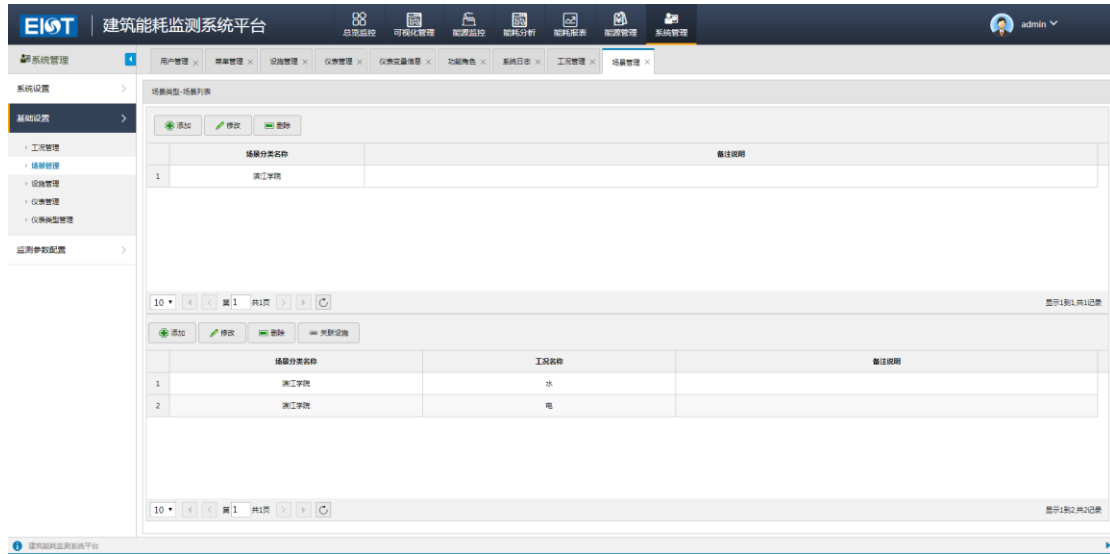 EIOT 建筑能耗监测系统平台 总览监控 可视化管理 能源监控 能耗分析 能耗报表 能源管理 系统管理 admin
系统管理 用户管理 菜单管理 设施管理 仪表管理 仪表变量信息 功能角色 系统日志 工况管理 场景管理
系统设置
场景类型-场景列表
基础设置
添加 修改 删除
工况管理
场景管理
设施管理
仪表管理
仪表类型管理
监测参数配置
场景分类名称 备注说明
1 滨江学院
10 第 1 共1页 显示1到1,共1记录
添加 修改 删除 关联设施
场景分类名称 工况名称 备注说明
1 滨江学院 水
2 滨江学院 电
10 第 1 共1页 显示1到2,共2记录
建筑能耗监测系统平台